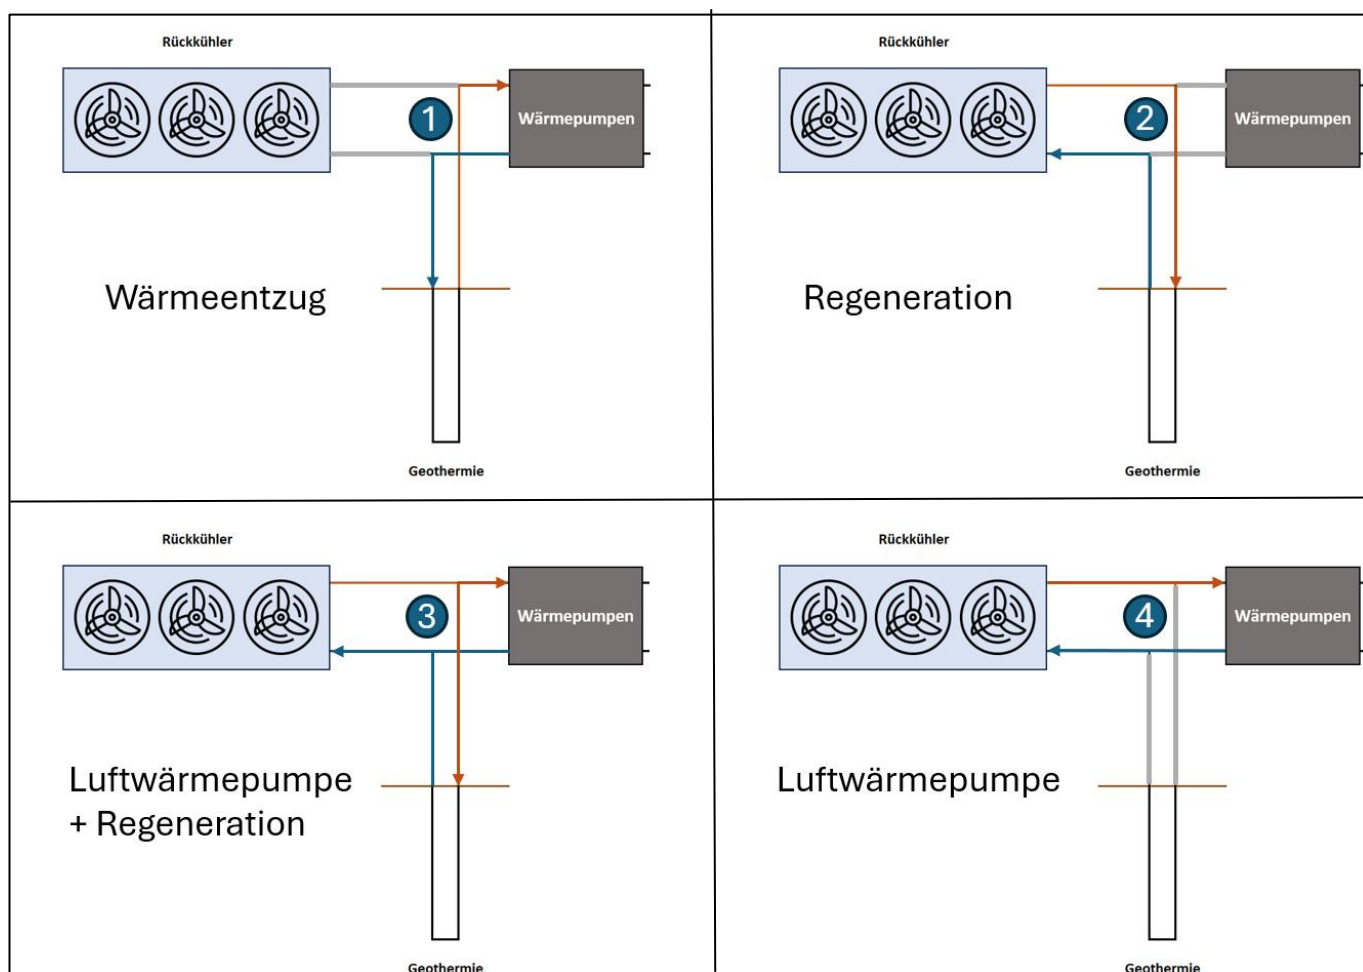 Rückkühler
1
Wärmepumpen
Wärmeentzug
Geothermie
Rückkühler
2
Wärmepumpen
Regeneration
Geothermie
Rückkühler
3
Wärmepumpen
Luftwärmepumpe
+ Regeneration
Geothermie
Rückkühler
4
Wärmepumpen
Luftwärmepumpe
Geothermie